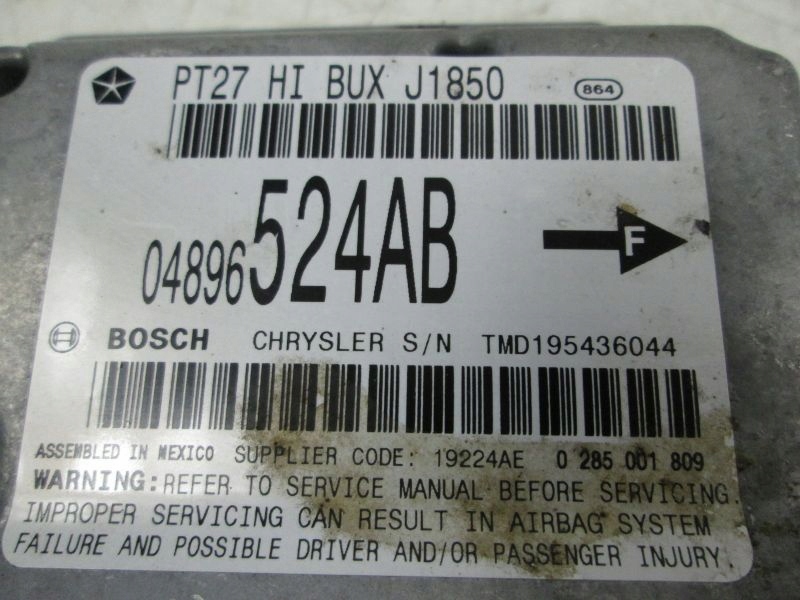 PT27 HI BUX J1850 864
04896524AB
F
BOSCH CHRYSLER S/N TMD195436044
ASSEMBLED IN MEXICO SUPPLIER CODE: 19224AE 0 285 001 809
WARNING: REFER TO SERVICE MANUAL BEFORE SERVICING.
IMPROPER SERVICING CAN RESULT IN AIRBAG SYSTEM
FAILURE AND POSSIBLE DRIVER AND/OR PASSENGER INJURY.